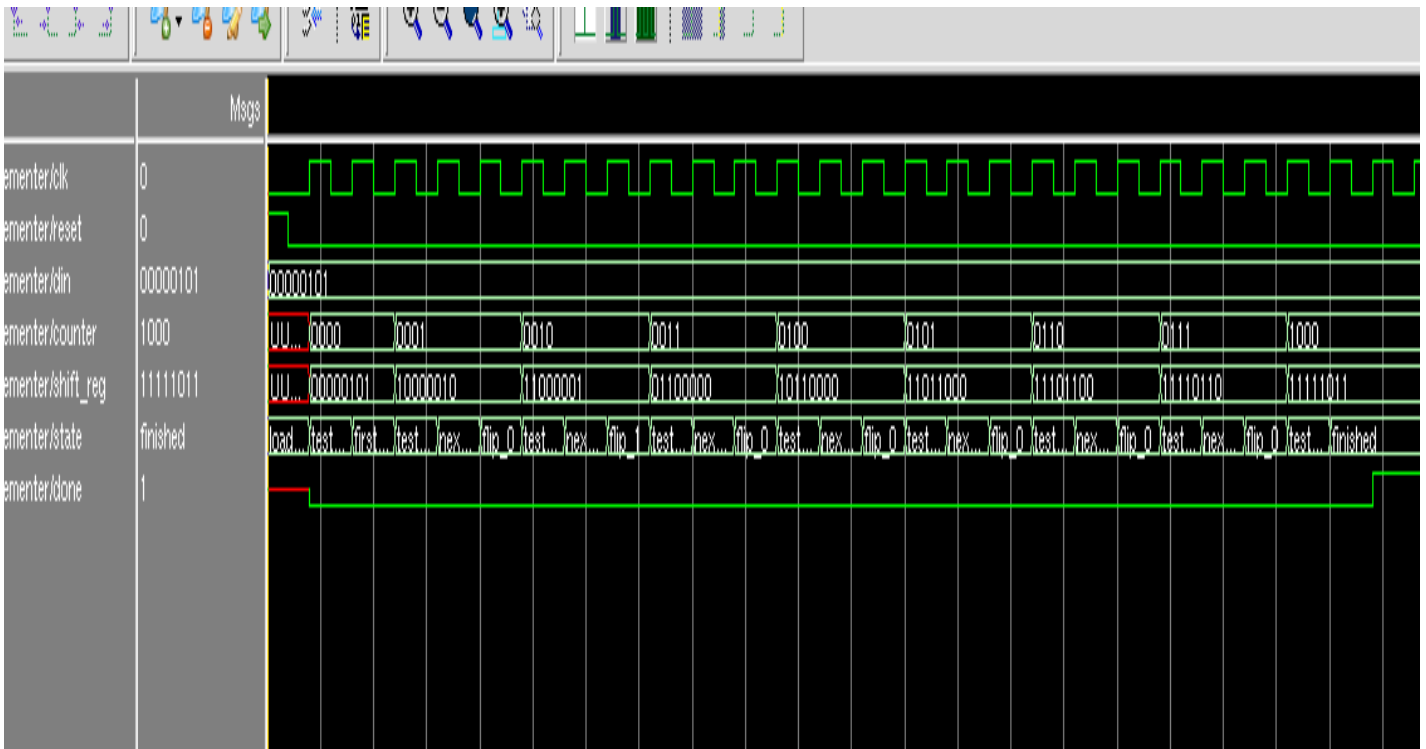 Msgs
ementer/clk 0
ementer/reset 0
ementer/din 00000101 00000101
ementer/counter 1000 UU... 0000 0001 0010 0011 0100 0101 0110 0111 1000
ementer/shift_reg 11111011 UU... 00000101 10000010 11000001 01100000 10110000 11011000 11101100 11110110 11111011
ementer/state finished load... test... first... test... nex... flip_0 test... nex... flip_1 test... nex... flip_0 test... nex... flip_0 test... nex... flip_0 test... nex... flip_0 test... nex... flip_0 test... finished
ementer/done 1